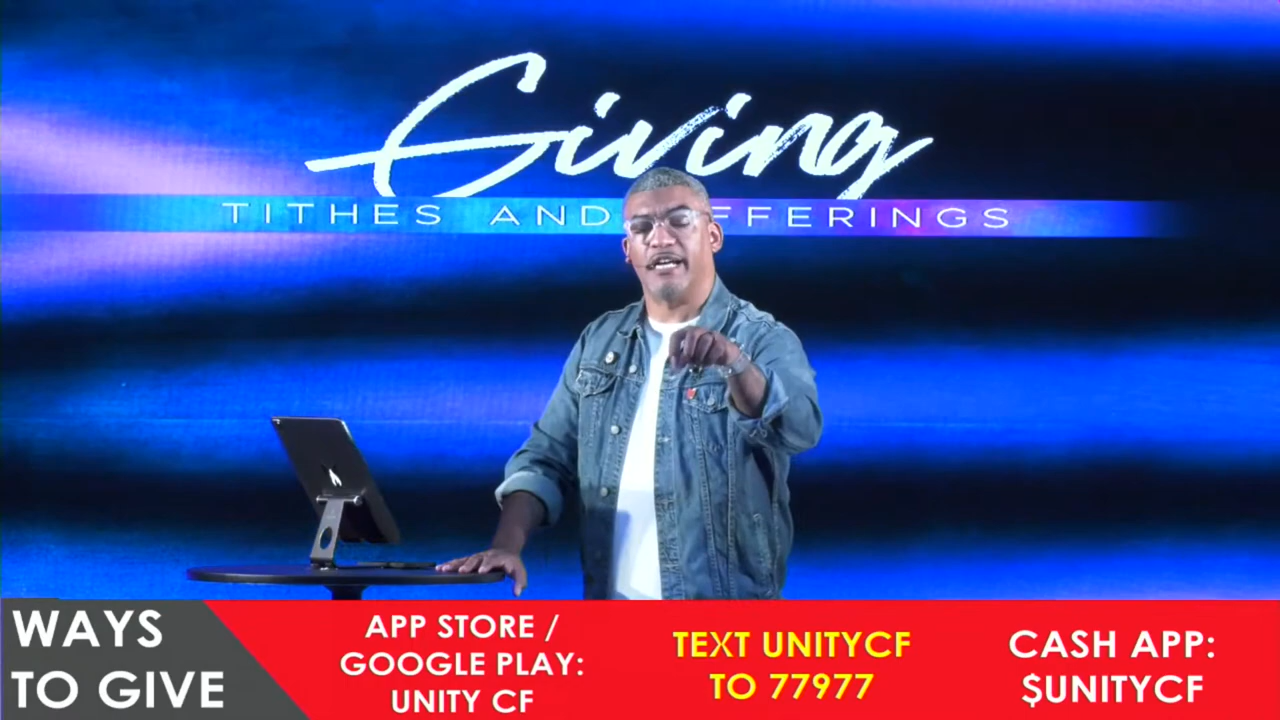 Giving
TITHES AND FFERINGS
WAYS
TO GIVE
APP STORE /
GOOGLE PLAY:
UNITY CF
TEXT UNITYCF
TO 77977
CASH APP:
$UNITYCF